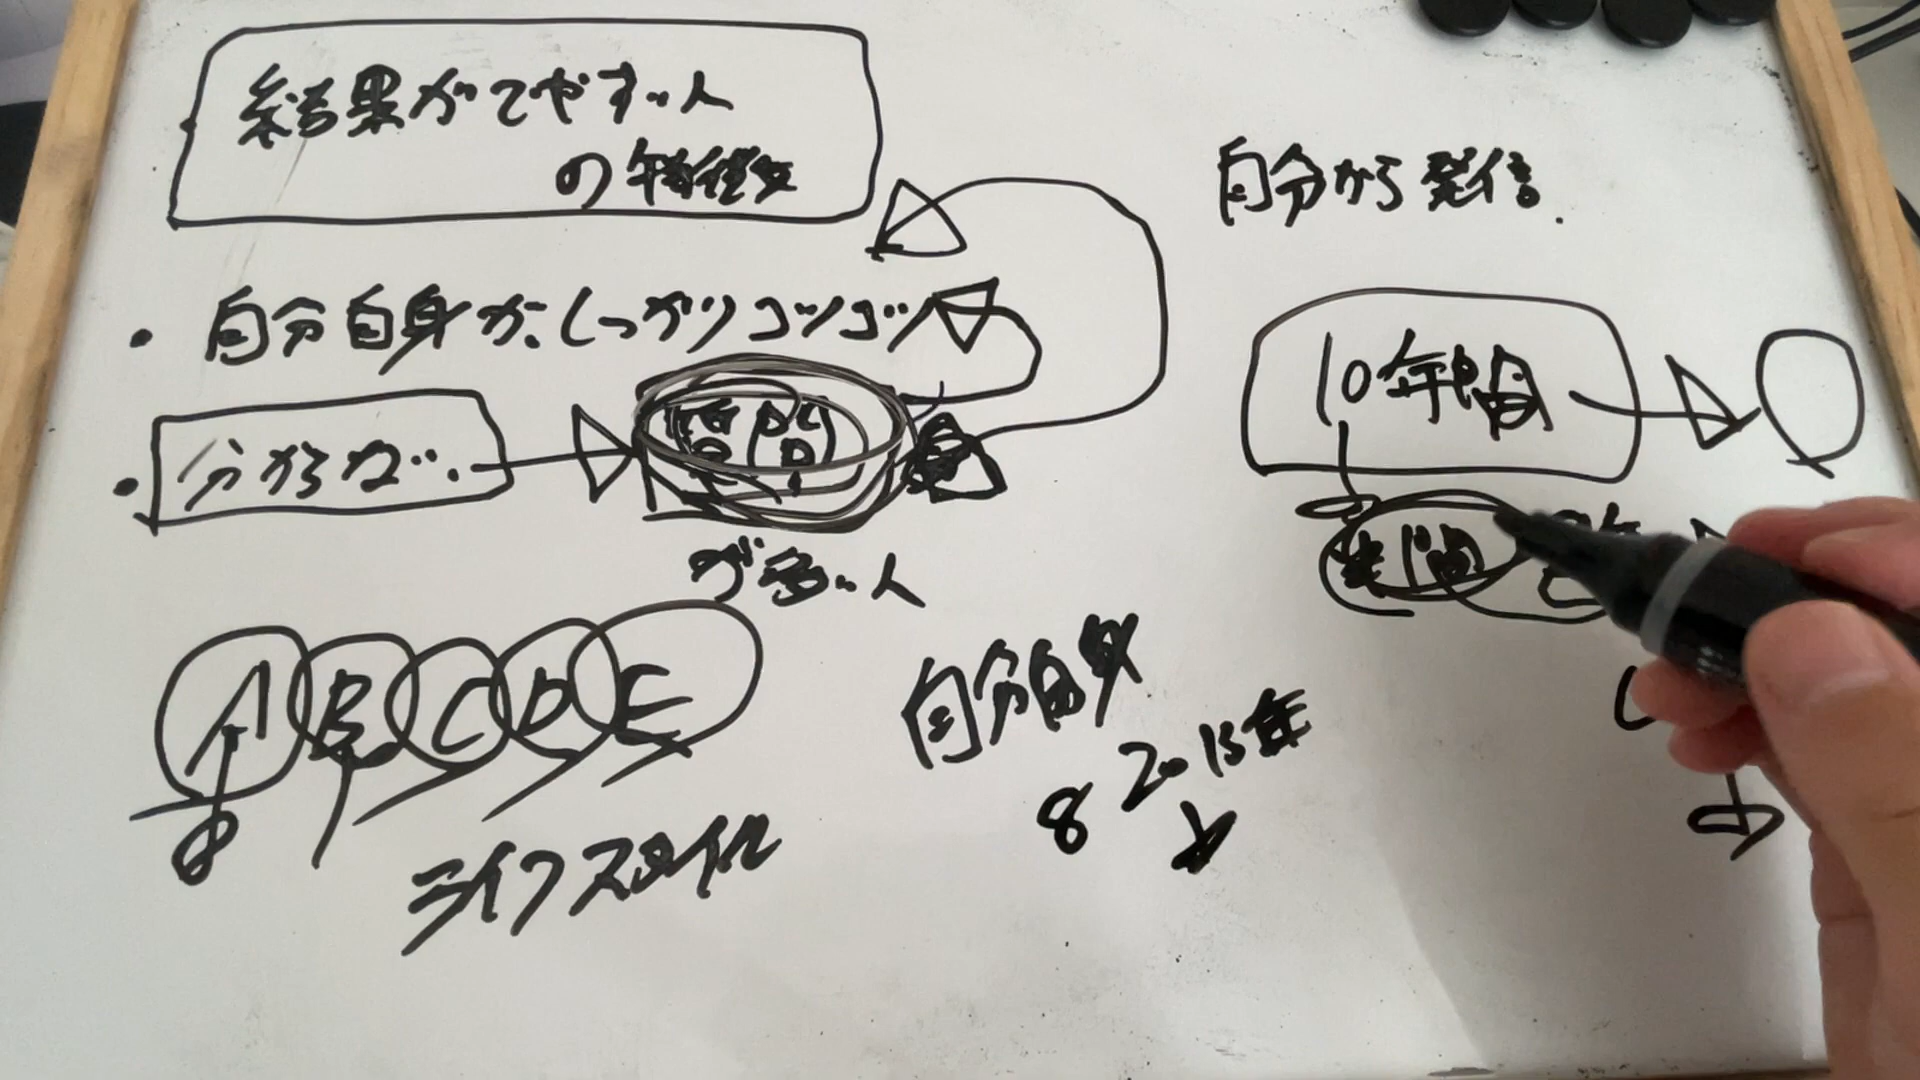 結果がでやすい人
の特徴
・自分自身が、しっかりコツコツ
・分からない
が多い人
A B C D E
ライフスタイル
自分から発信.
10年間
自分自身
2015年
8